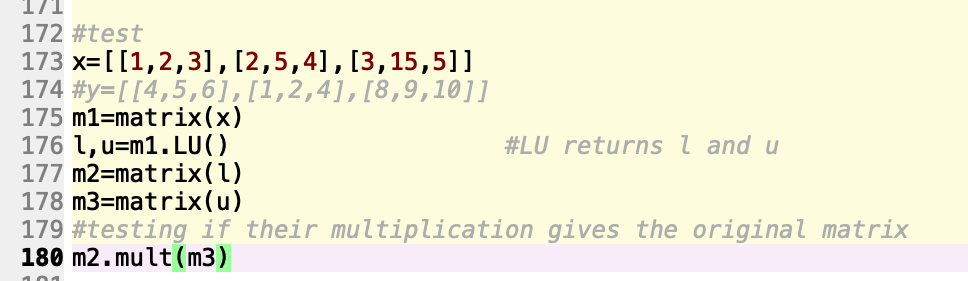 171
172 #test
173 x=[[1,2,3],[2,5,4],[3,15,5]]
174 #y=[[4,5,6],[1,2,4],[8,9,10]]
175 m1=matrix(x)
176 l,u=m1.LU() #LU returns l and u
177 m2=matrix(l)
178 m3=matrix(u)
179 #testing if their multiplication gives the original matrix
180 m2.mult(m3)
181